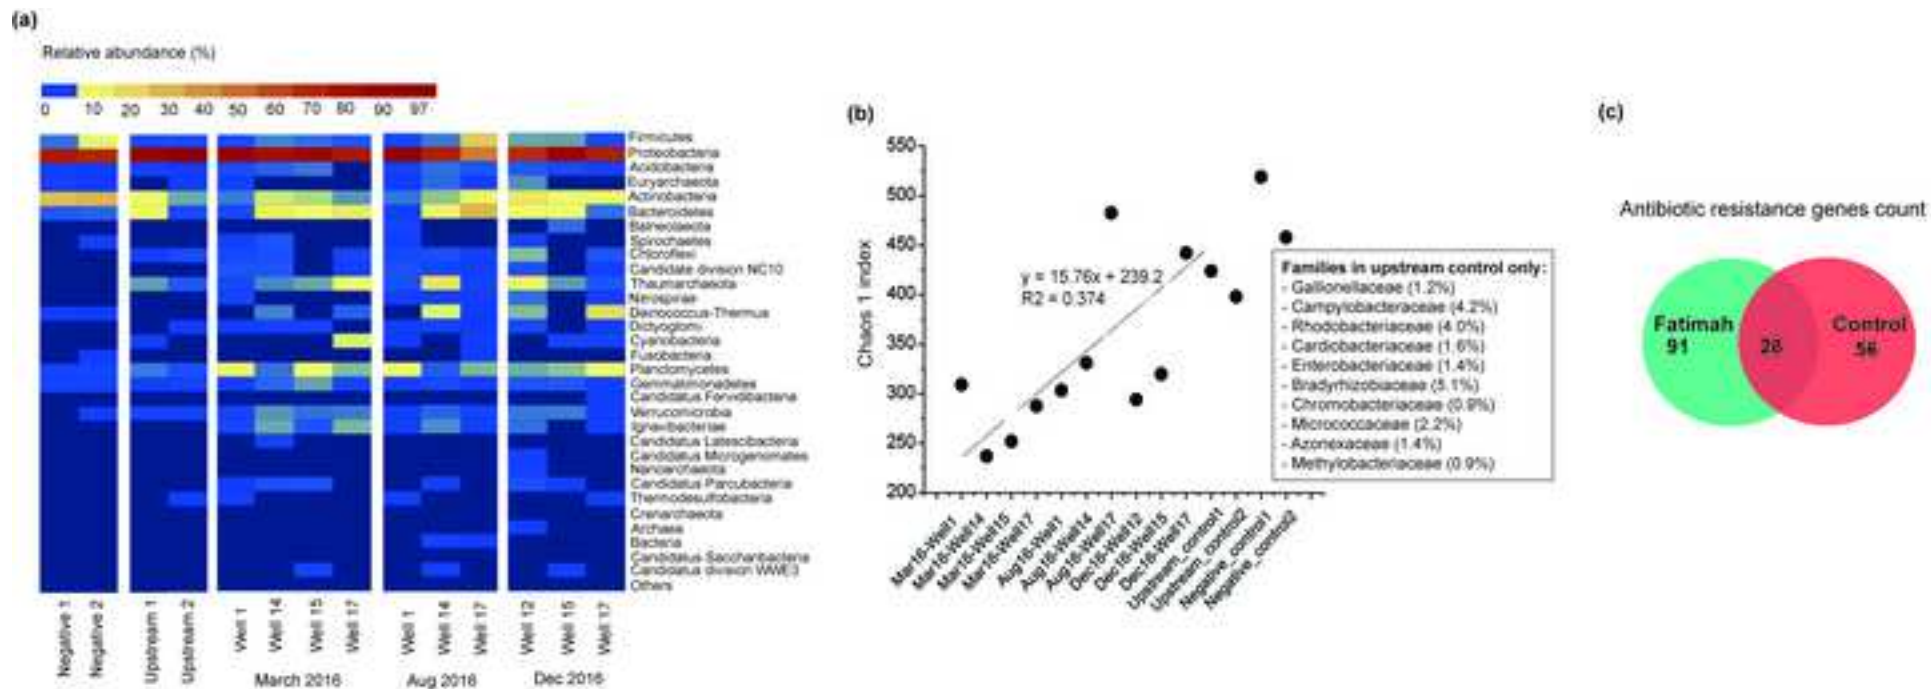 (a)
Relative abundance (%)
0 10 20 30 40 50 60 70 80 90 97
Firmicutes
Proteobacteria
Acidobacteria
Euryarchaeota
Actinobacteria
Bacteroidetes
Balneolaeota
Spirochaetes
Chloroflexi
Candidate division NC10
Thaumarchaeota
Nitrospirae
Deinococcus-Thermus
Dictyoglomi
Cyanobacteria
Fusobacteria
Planctomycetes
Gemmatimonadetes
Candidatus Fervidibacteria
Verrucomicrobia
Ignavibacteriae
Candidatus Latescibacteria
Candidatus Microgenomates
Nanoarchaeota
Candidatus Parcubacteria
Thermodesulfobacteria
Crenarchaeota
Archaea
Bacteria
Candidatus Saccharibacteria
Candidatus division WWE3
Others
Negative 1
Negative 2
Upstream 1
Upstream 2
Well 1
Well 14
Well 15
Well 17
Well 1
Well 14
Well 17
Well 12
Well 15
Well 17
March 2016
Aug 2016
Dec 2016
(b)
Chaos 1 index
550
500
450
400
350
300
250
200
y = 15.76x + 239.2
R2 = 0.374
Mar16-Well1
Mar16-Well14
Mar16-Well15
Mar16-Well17
Aug16-Well1
Aug16-Well14
Aug16-Well17
Dec16-Well12
Dec16-Well15
Dec16-Well17
Upstream_control1
Upstream_control2
Negative_control1
Negative_control2
Families in upstream control only:
- Gallionellaceae (1.2%)
- Campylobacteraceae (4.2%)
- Rhodobacteriaceae (4.0%)
- Cardiobacteriaceae (1.6%)
- Enterobacteriaceae (1.4%)
- Bradyrhizobiaceae (3.1%)
- Chromobacteriaceae (0.9%)
- Micrococcaceae (2.2%)
- Azonexaceae (1.4%)
- Methylobacteriaceae (0.9%)
(c)
Antibiotic resistance genes count
Fatimah
91
Control
56